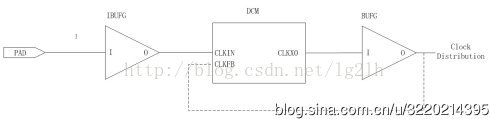 IBUFG
DCM
BUFG
PAD
I
O
CLKIN
CLKFB
CLKXO
I
O
Clock
Distribution
http://blog.csdn.net/lg2lh
blog.sina.com.cn/u/3220214395